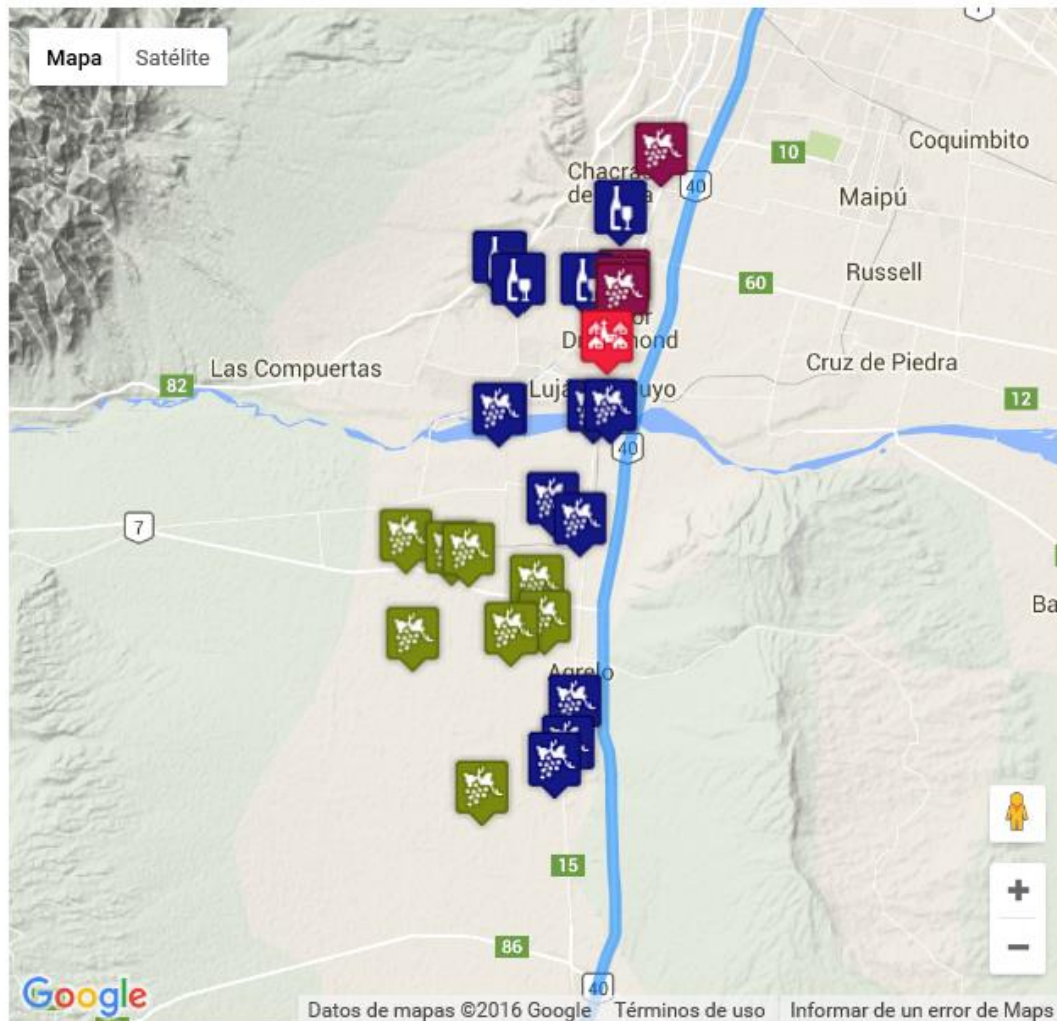 Mapa
Satélite
40
10
Coquimbito
Maipú
60
Russell
Las Compuertas
82
Cruz de Piedra
12
40
7
Agrelo
15
86
40
Google
Datos de mapas ©2016 Google
Términos de uso
Informar de un error de Maps